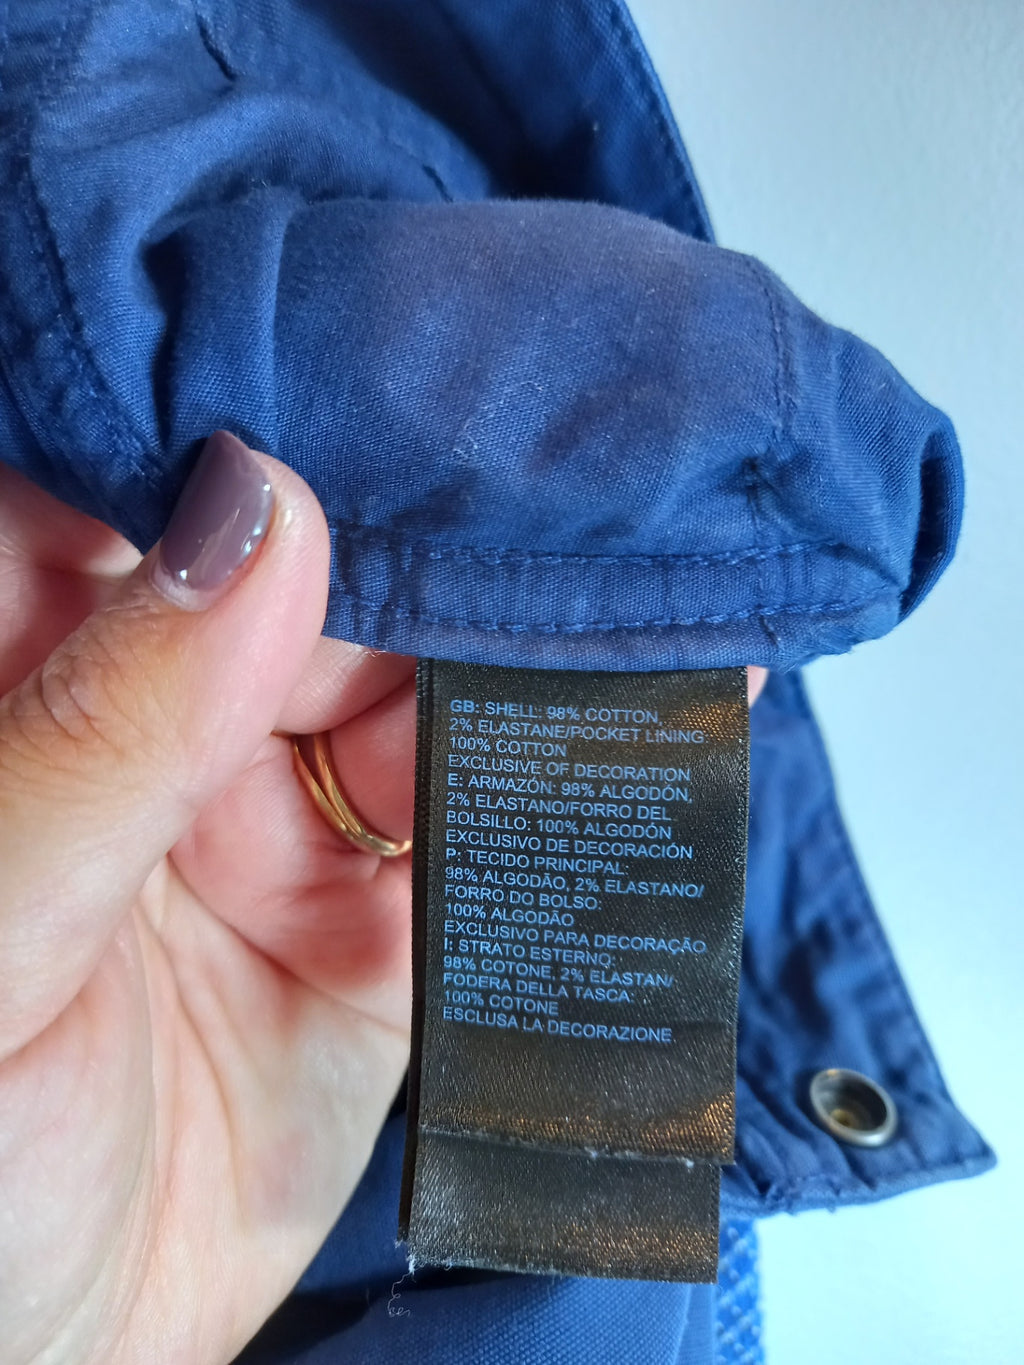 GB: SHELL: 98% COTTON,
2% ELASTANE/POCKET LINING
100% COTTON
EXCLUSIVE OF DECORATION
E: ARMAZÓN: 98% ALGODÓN,
2% ELASTANO/FORRO DEL
BOLSILLO: 100% ALGODÓN
EXCLUSIVO DE DECORACIÓN
P: TECIDO PRINCIPAL:
98% ALGODÃO, 2% ELASTANO/
FORRO DO BOLSO:
100% ALGODÃO
EXCLUSIVO PARA DECORAÇÃO
I: STRATO ESTERNO:
98% COTONE, 2% ELASTAN/
FODERA DELLA TASCA:
100% COTONE
ESCLUSA LA DECORAZIONE